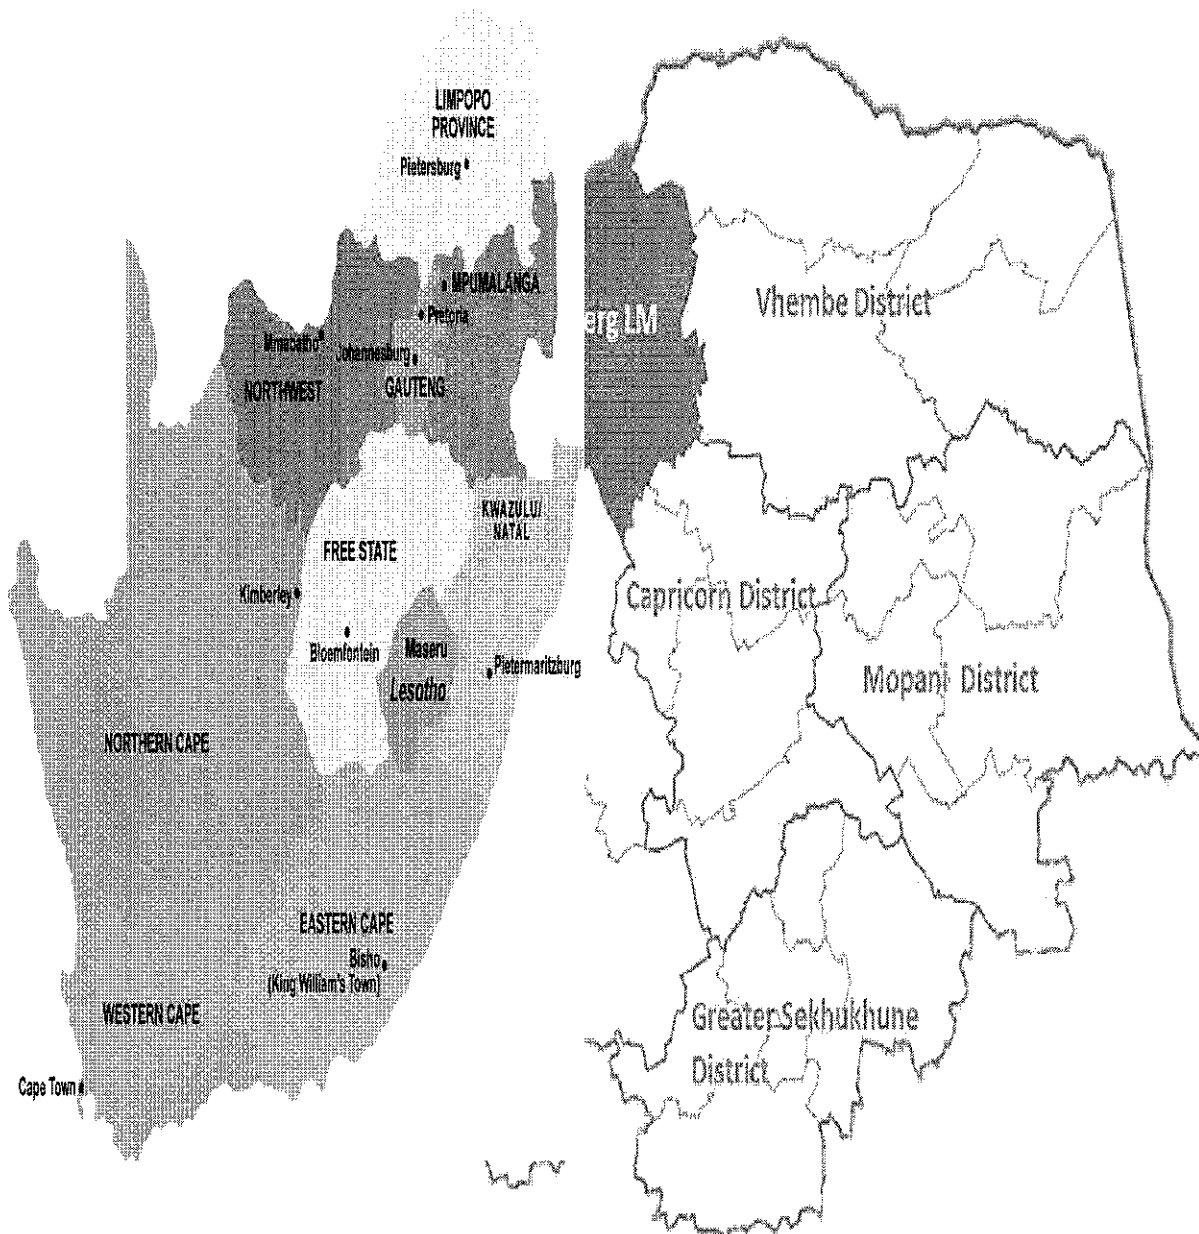 LIMPOPO
PROVINCE
Pietersburg
MPUMALANGA
Pretoria
Mmabatho
Johannesburg
NORTHWEST
GAUTENG
KWAZULU/
NATAL
FREE STATE
Kimberley
Bloemfontein
Maseru
Lesotho
Pietermaritzburg
NORTHERN CAPE
EASTERN CAPE
Bisho
(King William's Town)
WESTERN CAPE
Cape Town
erg LM
Vhembe District
Capricorn District
Mopani District
Greater Sekhukhune
District